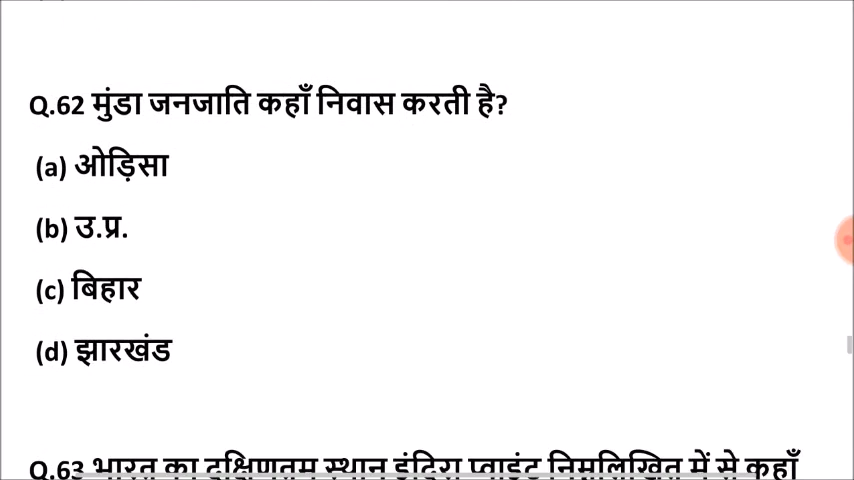 Q.62 मुंडा जनजाति कहाँ निवास करती है?
(a) ओड़िसा
(b) उ.प्र.
(c) बिहार
(d) झारखंड
Q.63 भारत का दक्षिणतम स्थान इंदिरा प्वाइंट निम्नलिखित में से कहाँ